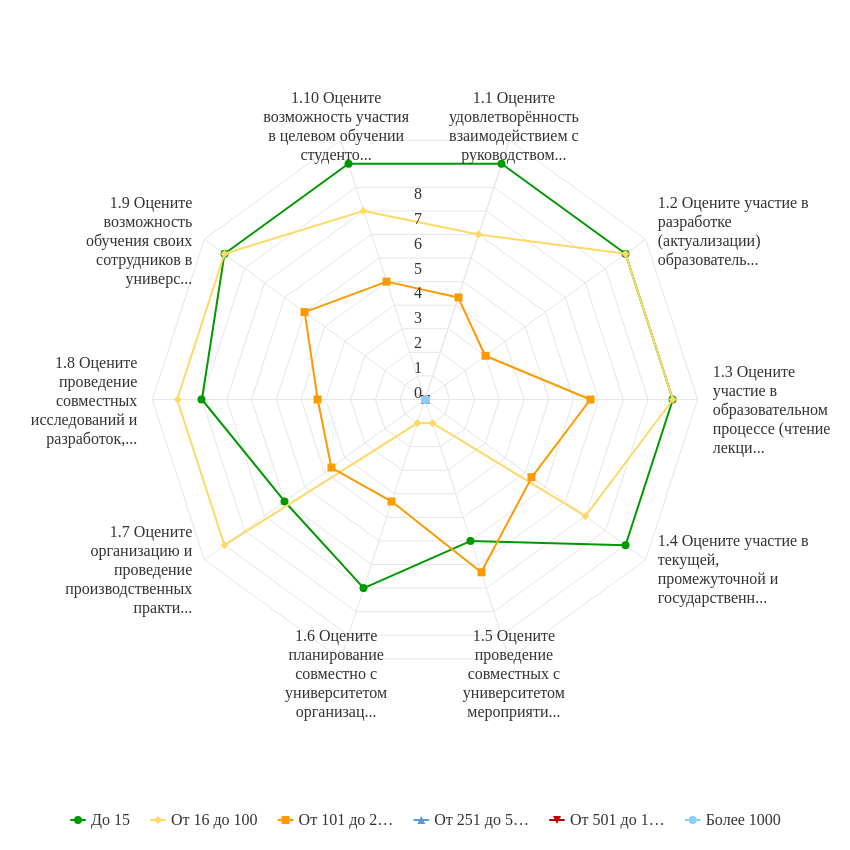 1.10 Оцените
возможность участия
в целевом обучении
студенто...
1.1 Оцените
удовлетворённость
взаимодействием с
руководством...
1.9 Оцените
возможность
обучения своих
сотрудников в
универс...
1.2 Оцените участие в
разработке
(актуализации)
образователь...
8
7
6
5
4
3
2
1
0
1.8 Оцените
проведение
совместных
исследований и
разработок,...
1.3 Оцените
участие в
образовательном
процессе (чтение
лекци...
1.7 Оцените
организацию и
проведение
производственных
практи...
1.4 Оцените участие в
текущей,
промежуточной и
государственн...
1.6 Оцените
планирование
совместно с
университетом
организац...
1.5 Оцените
проведение
совместных с
университетом
мероприяти...
До 15
От 16 до 100
От 101 до 2…
От 251 до 5…
От 501 до 1…
Более 1000